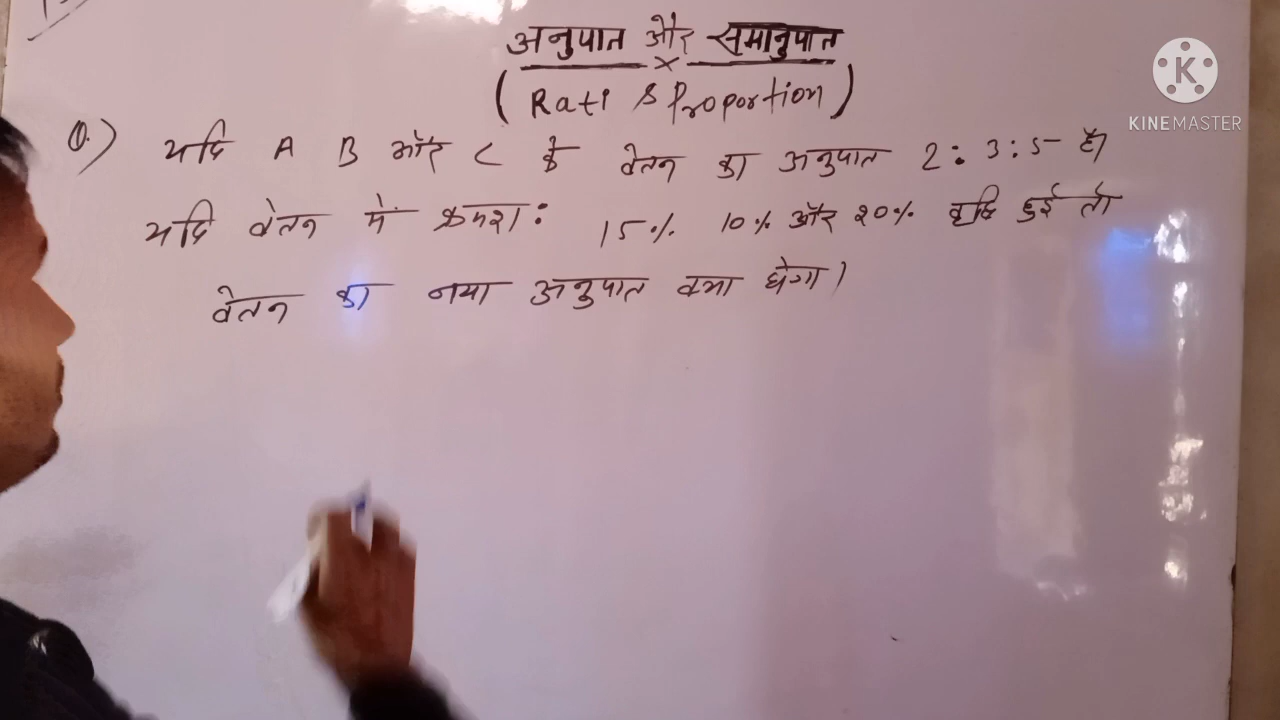 अनुपात और समानुपात
×
( Rati & Proportion )
K
KINEMASTER
Q.) यदि A B और C के वेतन का अनुपात 2 : 3 : 5 है।
यदि वेतन में क्रमश: 15% 10% और 20% वृद्धि हुई तो
वेतन का नया अनुपात क्या होगा।